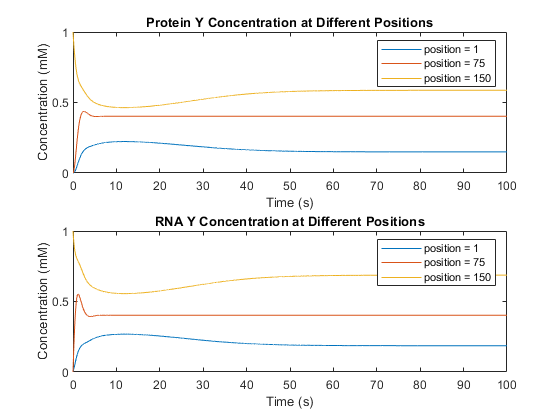 Protein Y Concentration at Different Positions
1
0.5
0
Concentration (mM)
position = 1
position = 75
position = 150
0 10 20 30 40 50 60 70 80 90 100
Time (s)
RNA Y Concentration at Different Positions
1
0.5
0
Concentration (mM)
position = 1
position = 75
position = 150
0 10 20 30 40 50 60 70 80 90 100
Time (s)